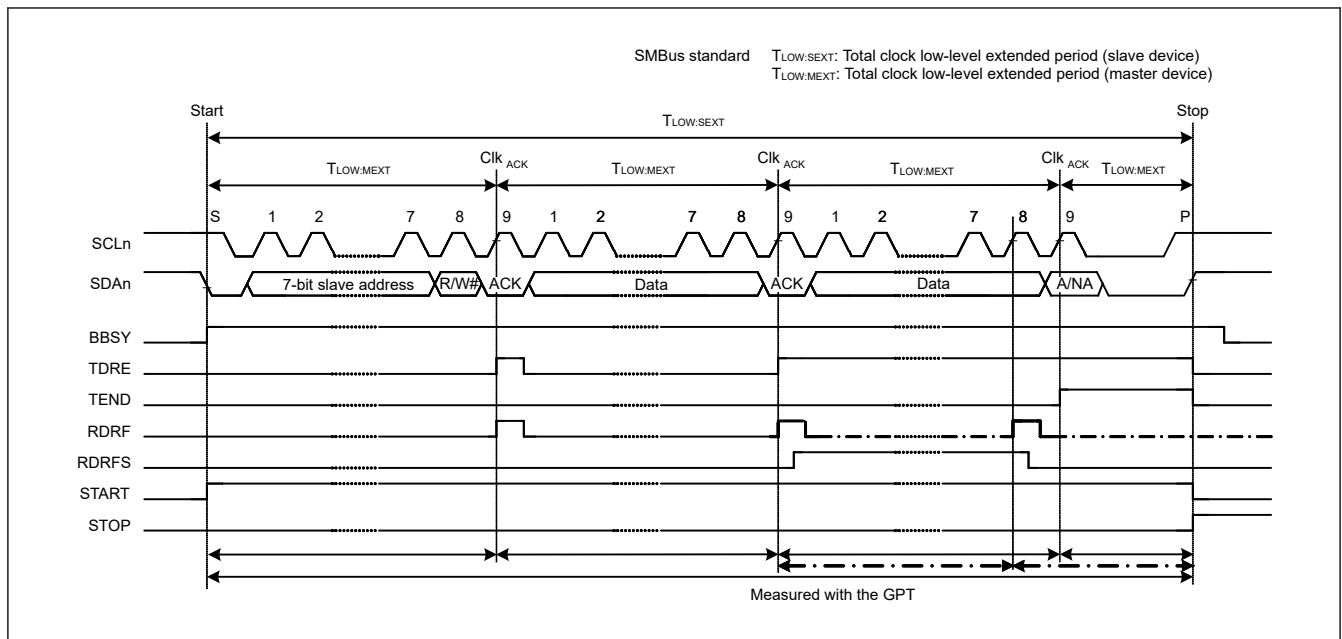 SMBus standard TLOW:SEXT: Total clock low-level extended period (slave device)
TLOW:MEXT: Total clock low-level extended period (master device)
Start Stop
TLOW:SEXT
Clk ACK Clk ACK Clk ACK
TLOW:MEXT TLOW:MEXT TLOW:MEXT TLOW:MEXT
S 1 2 7 8 9 1 2 7 8 9 1 2 7 8 9 P
SCLn
SDAn 7-bit slave address R/W# ACK Data ACK Data A/NA
BBSY
TDRE
TEND
RDRF
RDRFS
START
STOP
Measured with the GPT